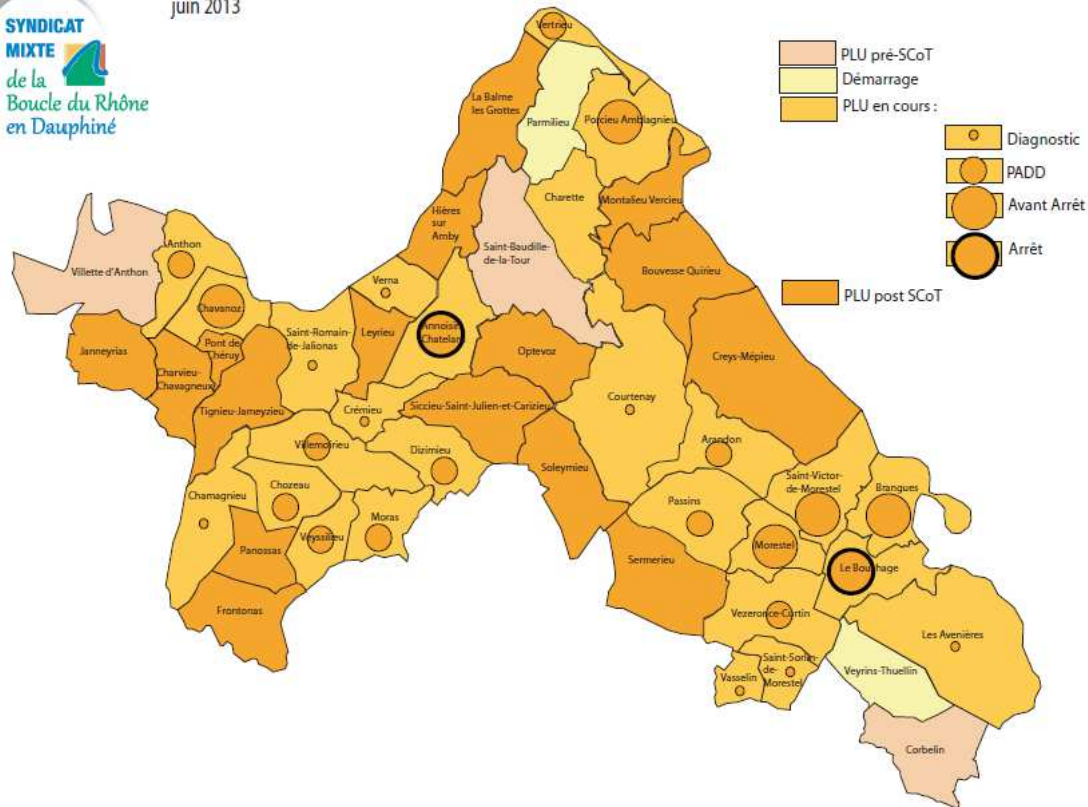 juin 2013
SYNDICAT
MIXTE
de la
Boucle du Rhône
en Dauphiné
PLU pré-SCoT
Démarrage
PLU en cours :
Diagnostic
PADD
Avant Arrêt
Arrêt
PLU post SCoT
Vertrieu
La Balme
les Grottes
Parmilieu
Porcieu Amblagnieu
Charette
Montalieu Vercieu
Hières
sur
Amby
Saint-Baudille-
de-la-Tour
Bouvesse Quirieu
Anthon
Villette d'Anthon
Verna
Chavanoz
Annoisin
Chatelan
Saint-Romain-
de-Jalionas
Leyrieu
Pont de
Chéruy
Janneyrias
Optevoz
Creys-Mépieu
Charvieu-
Chavagneux
Tignieu-Jameyzieu
Crémieu
Siccieu-Saint-Julien-et-Carizieu
Courtenay
Villemoirieu
Dizimieu
Arandon
Soleymieu
Saint-Victor-
de-Morestel
Brangues
Chamagnieu
Chozeau
Passins
Moras
Veyssilieu
Panossas
Morestel
Sermerieu
Le Bouchage
Frontonas
Vezeronce-Curtin
Les Avenières
Saint-Sorlin-
de-
Morestel
Vasselin
Veyrins-Thuellin
Corbelin